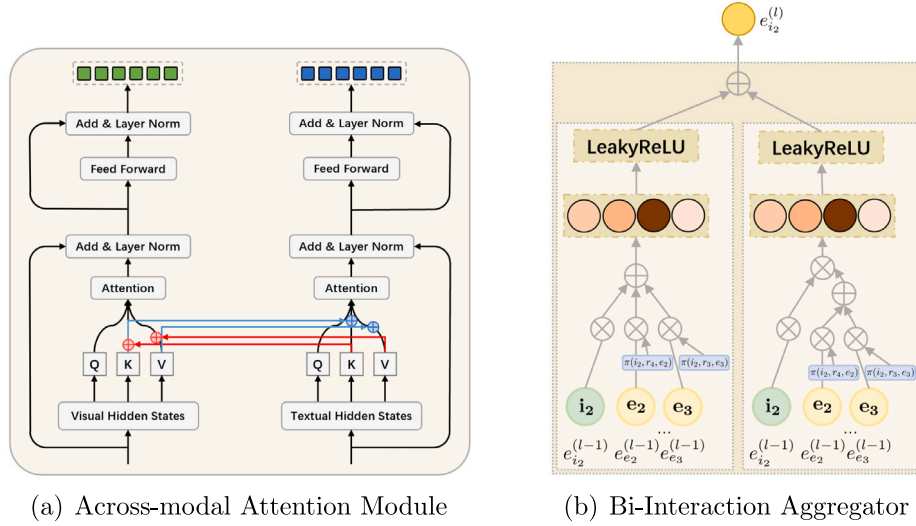 Add & Layer Norm
Feed Forward
Add & Layer Norm
Attention
Q K V
Visual Hidden States
Add & Layer Norm
Feed Forward
Add & Layer Norm
Attention
Q K V
Textual Hidden States
(a) Across-modal Attention Module
e_{i_2}^{(l)}
LeakyReLU
π(i_2, r_4, e_2) π(i_2, r_3, e_3)
i_2 e_2 e_3
...
e_{i_2}^{(l-1)} e_{e_2}^{(l-1)} e_{e_3}^{(l-1)}
LeakyReLU
π(i_2, r_4, e_2) π(i_2, r_3, e_3)
i_2 e_2 e_3
...
e_{i_2}^{(l-1)} e_{e_2}^{(l-1)} e_{e_3}^{(l-1)}
(b) Bi-Interaction Aggregator